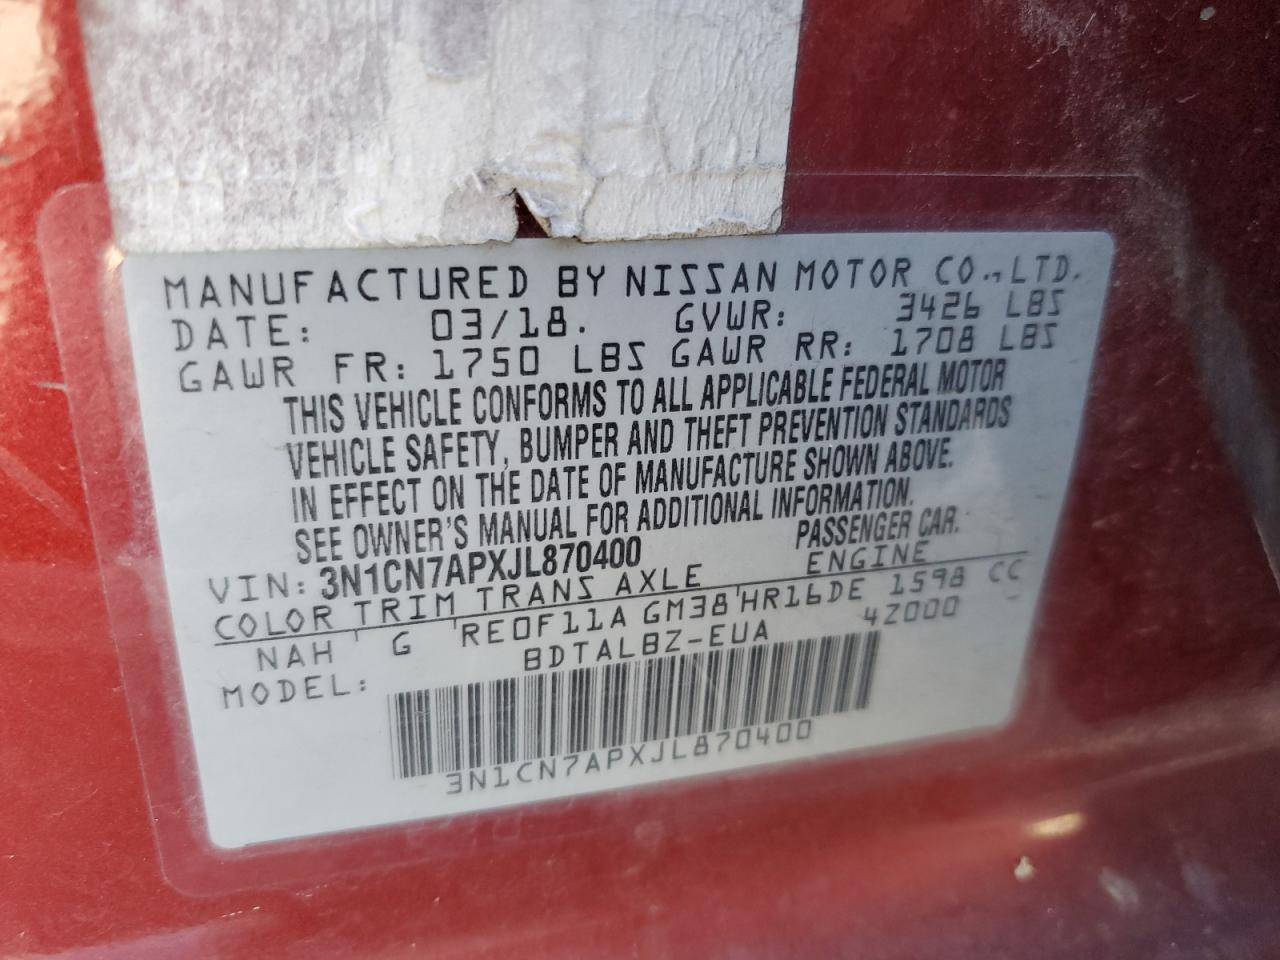 MANUFACTURED BY NISSAN MOTOR CO., LTD.
DATE: 03/18. GVWR: 3426 LBS
GAWR FR: 1750 LBS GAWR RR: 1708 LBS
THIS VEHICLE CONFORMS TO ALL APPLICABLE FEDERAL MOTOR
VEHICLE SAFETY, BUMPER AND THEFT PREVENTION STANDARDS
IN EFFECT ON THE DATE OF MANUFACTURE SHOWN ABOVE.
SEE OWNER'S MANUAL FOR ADDITIONAL INFORMATION.
VIN: 3N1CN7APXJL870400 PASSENGER CAR.
COLOR TRIM TRANS AXLE ENGINE
NAH G RE0F11A GM38 HR16DE 1598 CC
MODEL: BDTALBZ-EUA 4Z000 -
3N1CN7APXJL870400